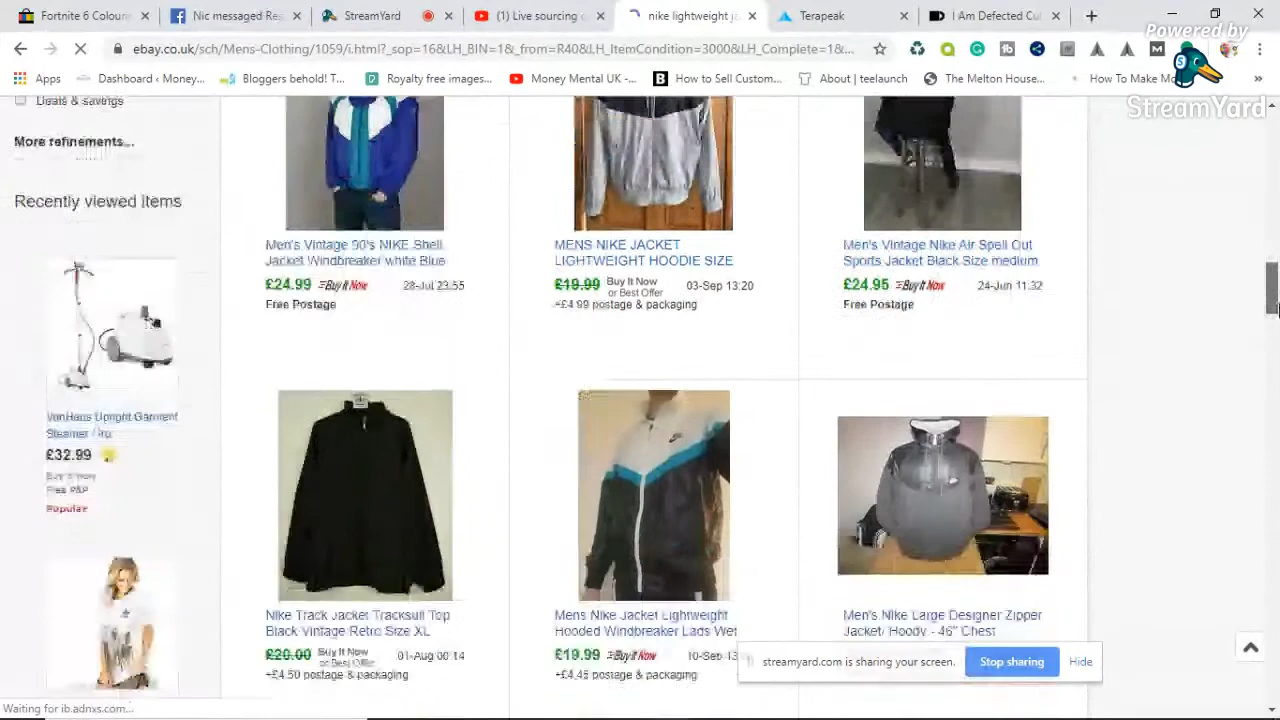 Fortnite 6 Colour
Nic messaged Rea
StreamYard
(1) Live sourcing c
nike lightweight ja
Terapeak
I Am Defected Cul
ebay.co.uk/sch/Mens-Clothing/1059/i.html?_sop=16&LH_BIN=1&_from=R40&LH_ItemCondition=3000&LH_Complete=1&...
Powered by
StreamYard
Apps
Dashboard ‹ Money...
Bloggers behold! T...
Royalty free images...
Money Mental UK -...
How to Sell Custom...
About | teelaunch
The Melton House...
How To Make Mo
Deals & savings
More refinements...
Recently viewed items
Men's Vintage 90's NIKE Shell
Jacket Windbreaker white Blue
£24.99 Buy It Now 28-Jul 23:55
Free Postage
MENS NIKE JACKET
LIGHTWEIGHT HOODIE SIZE
£19.99 Buy It Now 03-Sep 13:20
or Best Offer
+£4.99 postage & packaging
Men's Vintage Nike Air Spell Out
Sports Jacket Black Size medium
£24.95 Buy It Now 24-Jun 11:32
Free Postage
VonHaus Upright Garment
Steamer / Iro
£32.99
Buy It Now
Free P&P
Popular
Nike Track Jacket Tracksuit Top
Black Vintage Retro Size XL
£20.00 Buy It Now 01-Aug 00:14
or Best Offer
+£4.50 postage & packaging
Mens Nike Jacket Lightweight
Hooded Windbreaker Lads Wet
£19.99 Buy It Now 10-Sep 13
+£4.45 postage & packaging
Men's Nike Large Designer Zipper
Jacket/ Hoody - 46" Chest
streamyard.com is sharing your screen.
Stop sharing
Hide
Waiting for ib.adnxs.com...